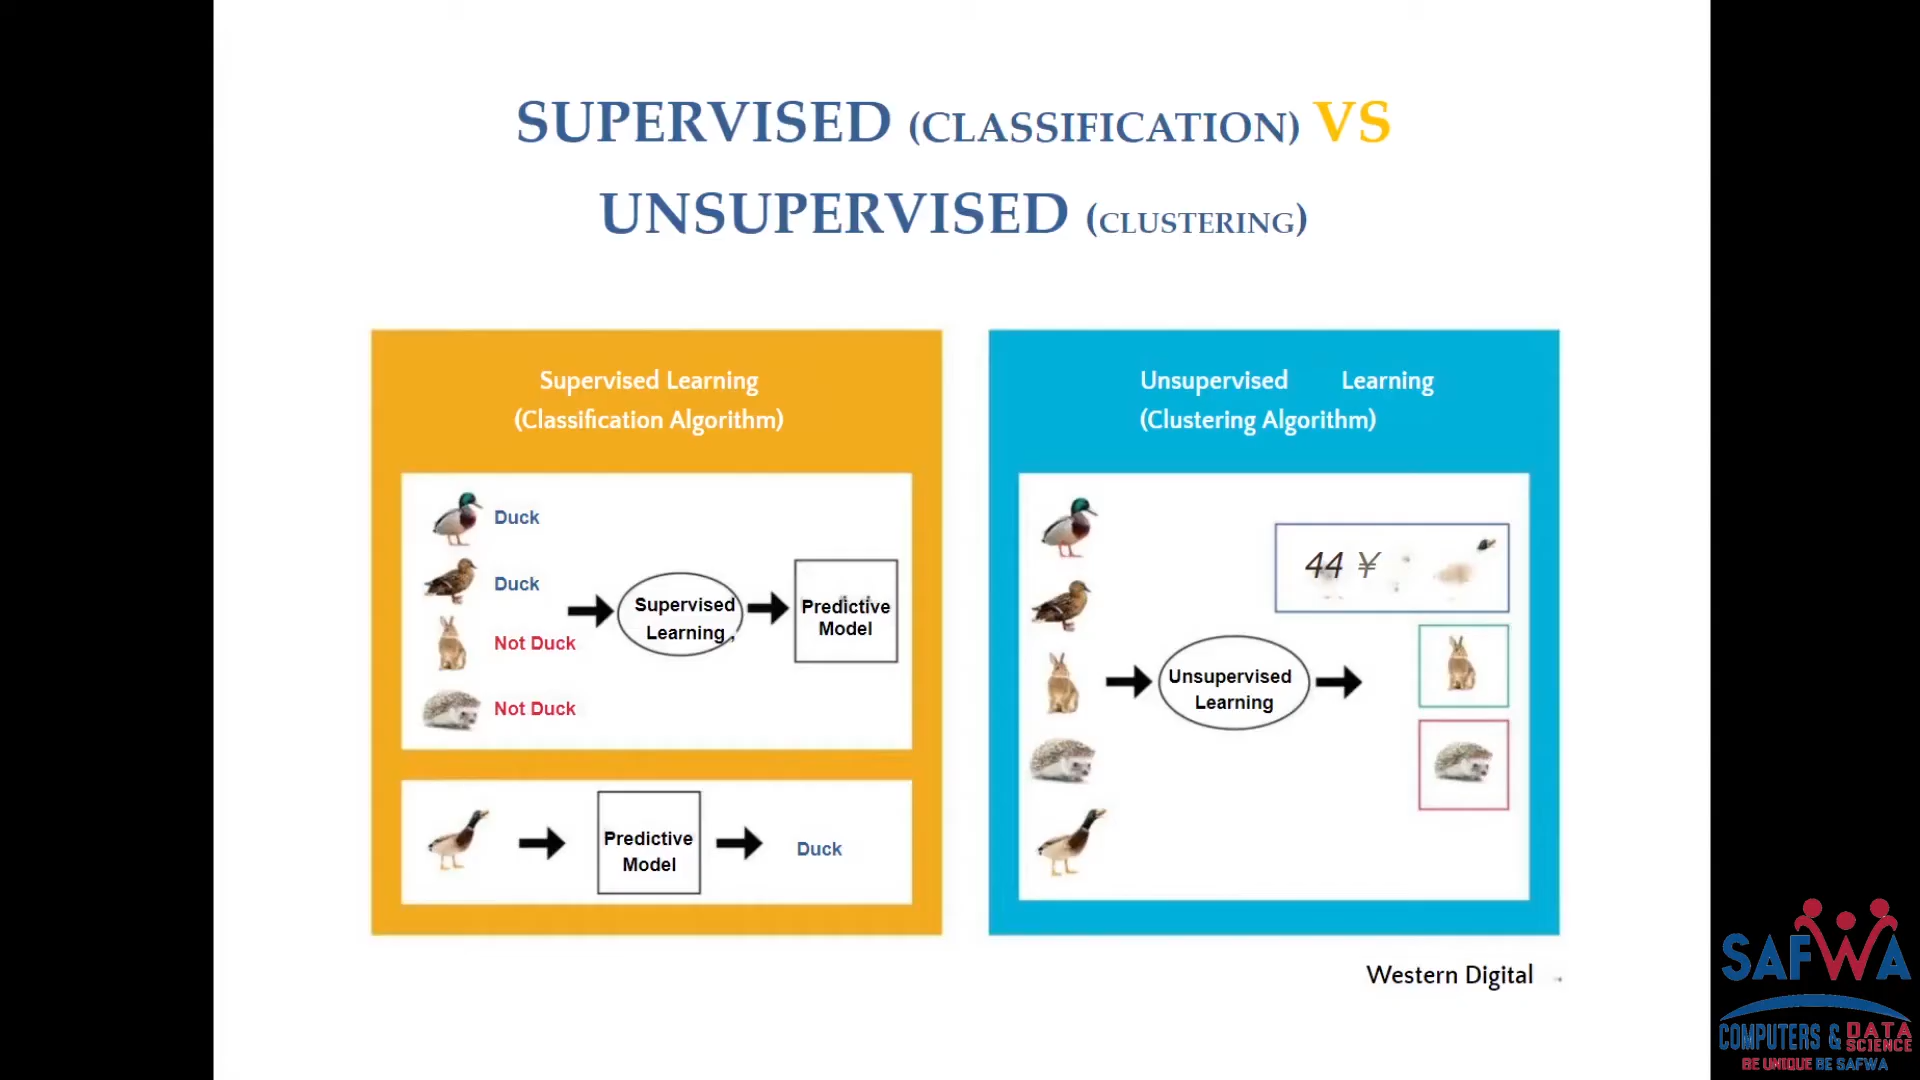 SUPERVISED (CLASSIFICATION) VS
UNSUPERVISED (CLUSTERING)
Supervised Learning
(Classification Algorithm)
Duck
Duck
Not Duck
Not Duck
Supervised
Learning,
Predictive
Model
Predictive
Model
Duck
Unsupervised Learning
(Clustering Algorithm)
44 ¥
Unsupervised
Learning
Western Digital
SAFWA
COMPUTERS & DATA SCIENCE
BE UNIQUE BE SAFWA